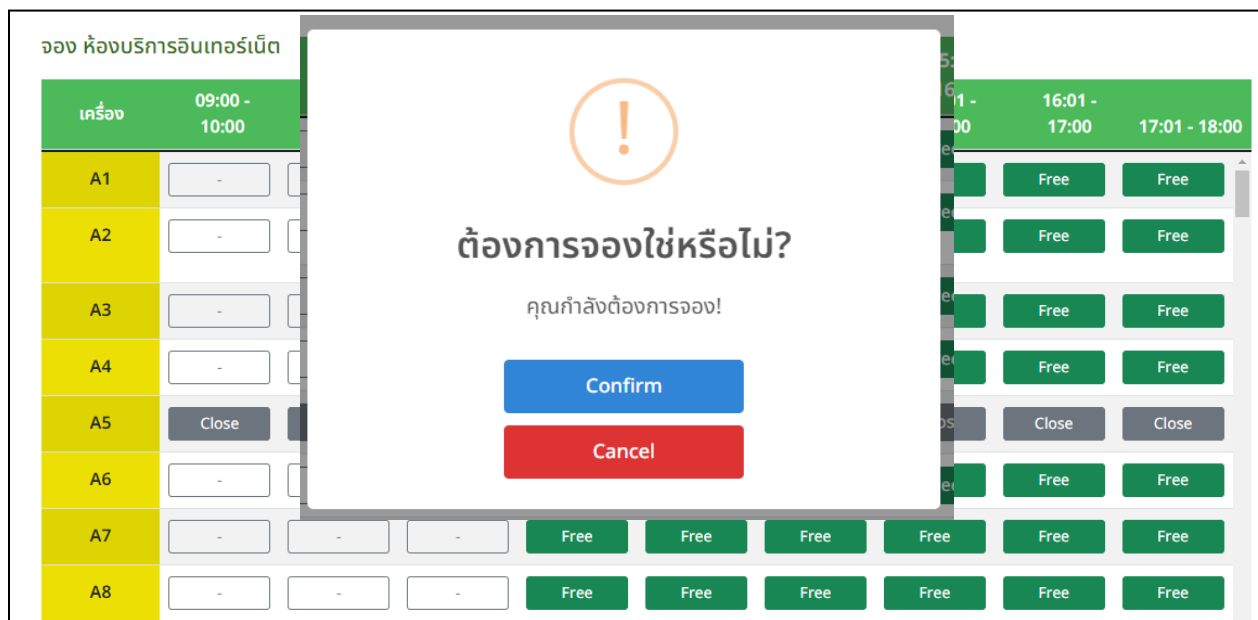 จอง ห้องบริการอินเทอร์เน็ต
เครื่อง 09:00 - 10:00 16:01 - 17:00 17:01 - 18:00
A1 - Free Free
A2 - Free Free
A3 - Free Free
A4 - Free Free
A5 Close Close Close
A6 - Free Free
A7 - - - Free Free Free Free Free Free
A8 - - - Free Free Free Free Free Free
!
ต้องการจองใช่หรือไม่?
คุณกำลังต้องการจอง!
Confirm
Cancel